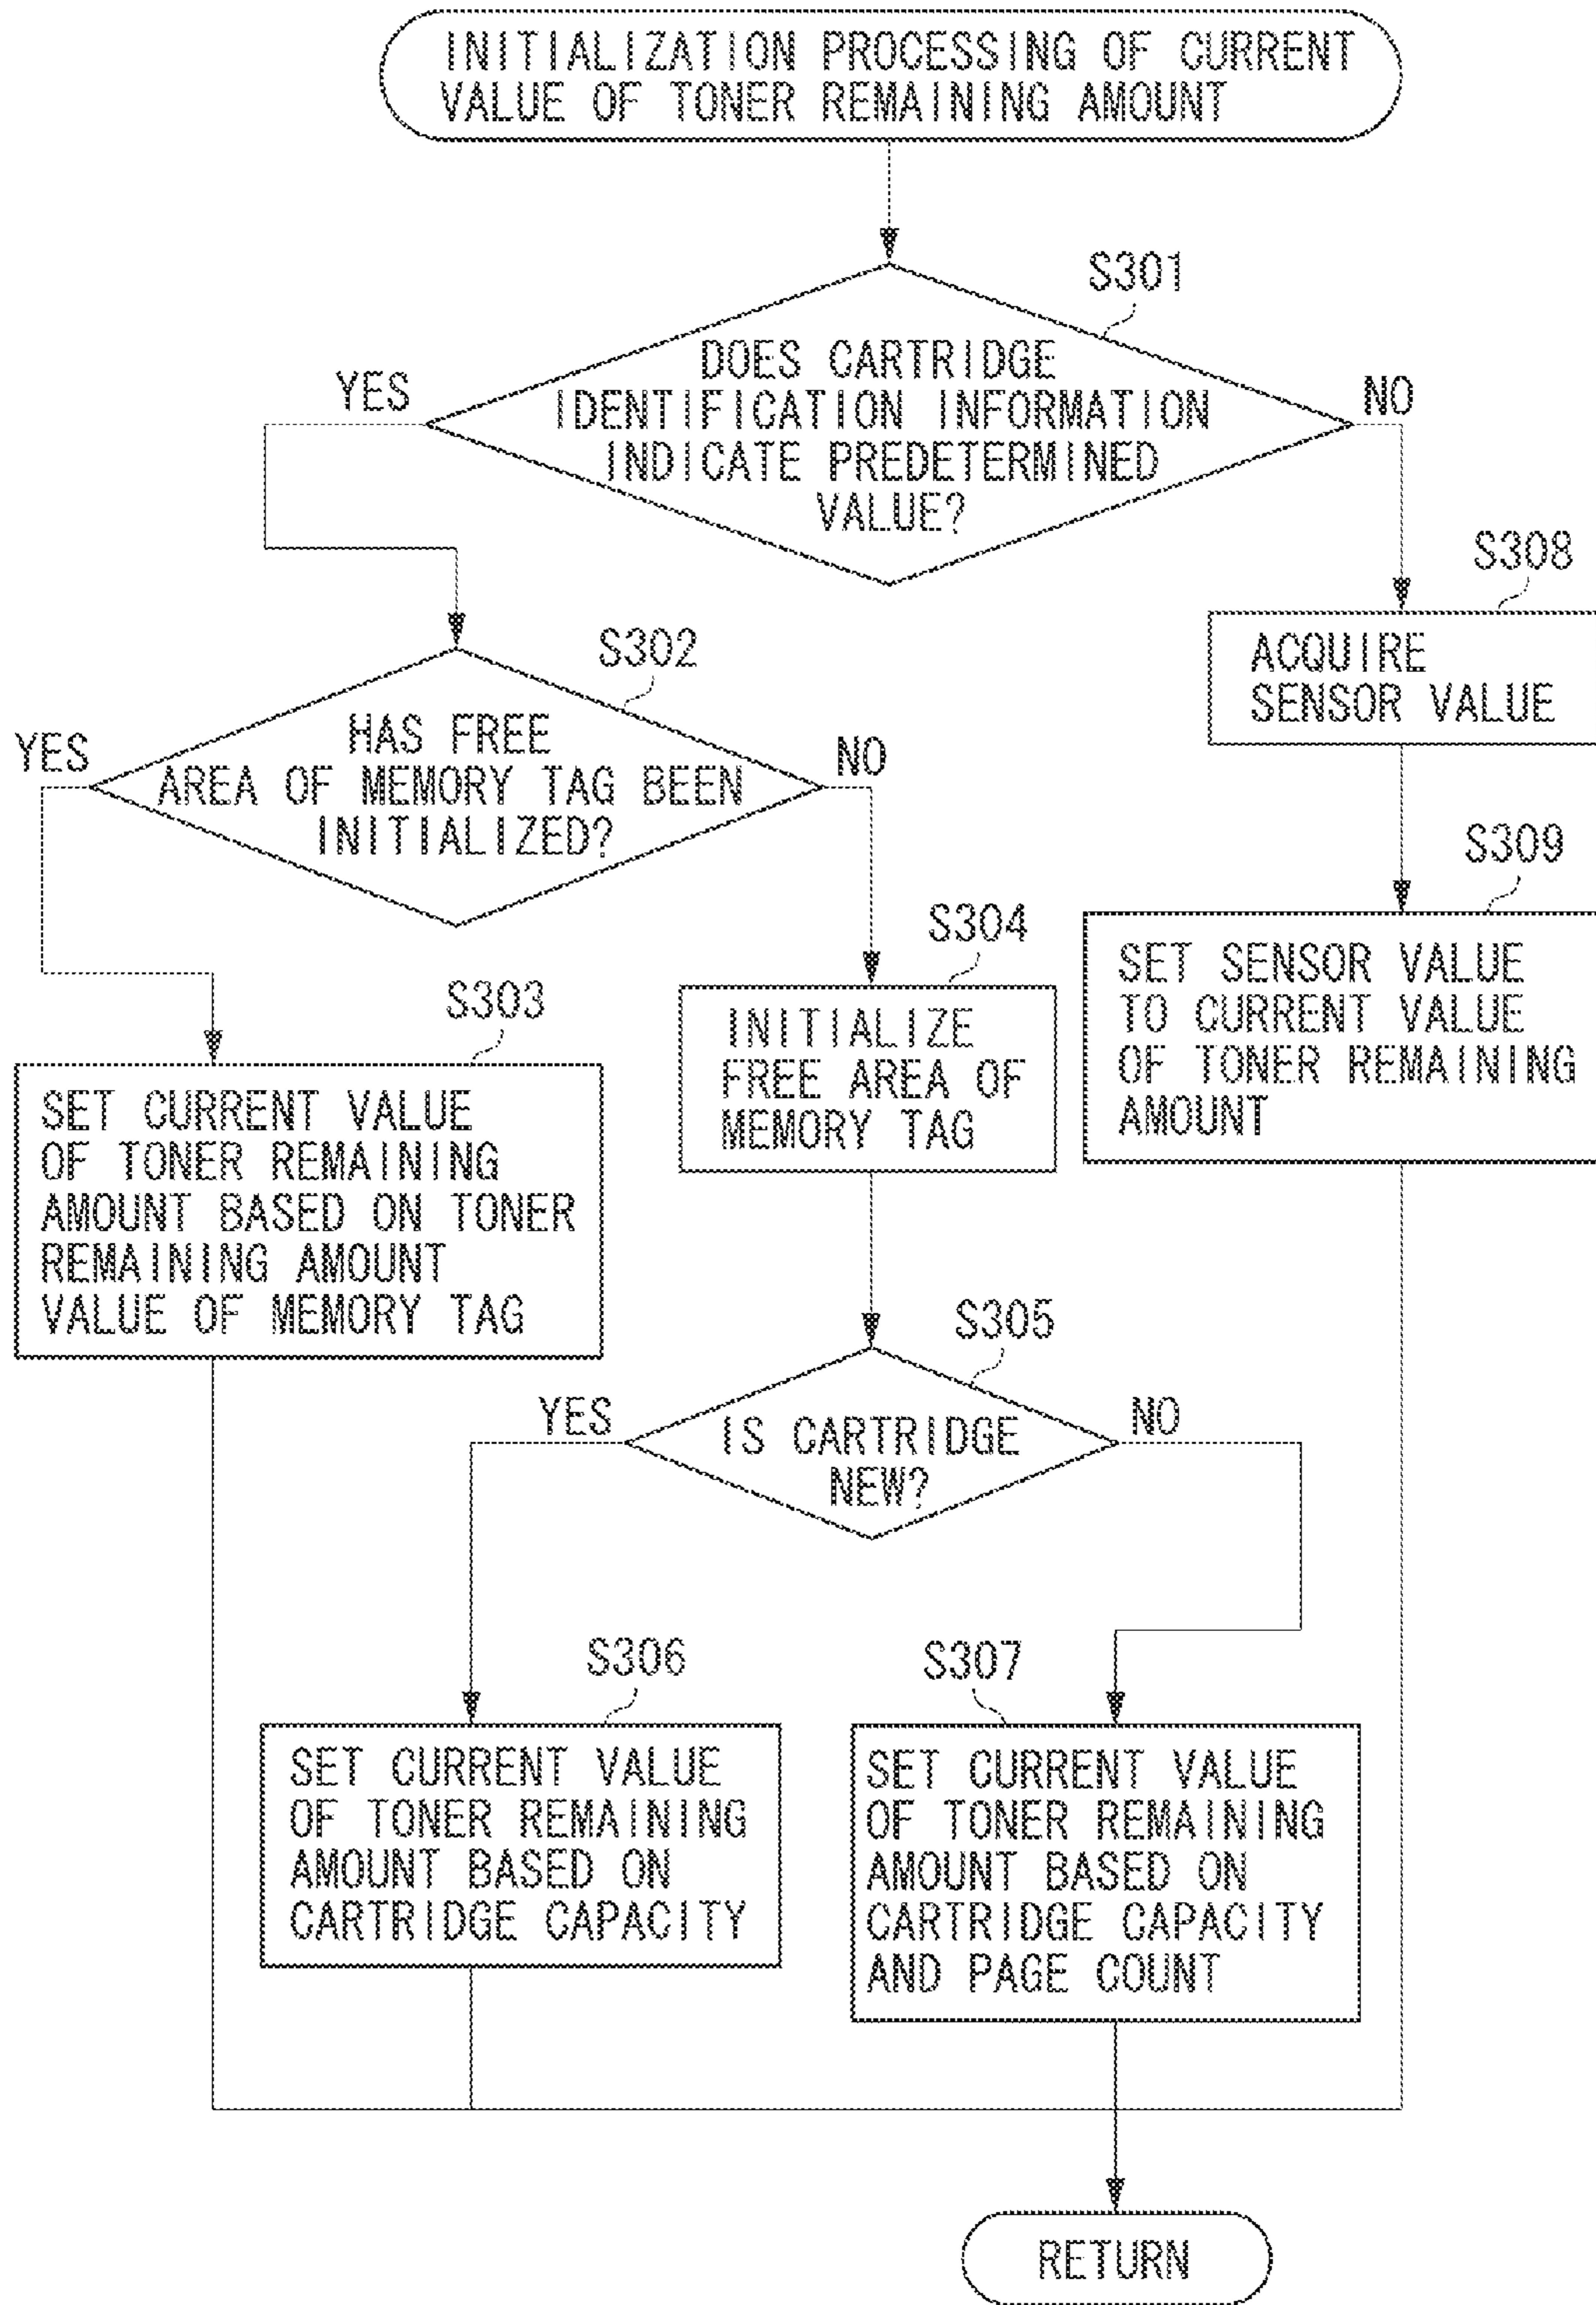 INITIALIZATION PROCESSING OF CURRENT
VALUE OF TONER REMAINING AMOUNT
S301
DOES CARTRIDGE
IDENTIFICATION INFORMATION
INDICATE PREDETERMINED
VALUE?
YES
NO
S308
ACQUIRE
SENSOR VALUE
S302
HAS FREE
AREA OF MEMORY TAG BEEN
INITIALIZED?
YES
NO
S309
SET SENSOR VALUE
TO CURRENT VALUE
OF TONER REMAINING
AMOUNT
S304
INITIALIZE
FREE AREA OF
MEMORY TAG
S303
SET CURRENT VALUE
OF TONER REMAINING
AMOUNT BASED ON TONER
REMAINING AMOUNT
VALUE OF MEMORY TAG
S305
IS CARTRIDGE
NEW?
YES
NO
S306
SET CURRENT VALUE
OF TONER REMAINING
AMOUNT BASED ON
CARTRIDGE CAPACITY
S307
SET CURRENT VALUE
OF TONER REMAINING
AMOUNT BASED ON
CARTRIDGE CAPACITY
AND PAGE COUNT
RETURN